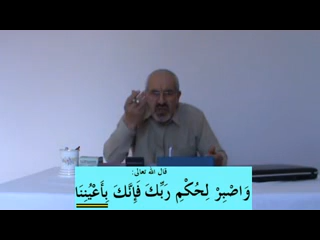 قال الله تعالى:
وَاصْبِرْ لِحُكْمِ رَبِّكَ فَإِنَّكَ بِأَعْيُنِنَا